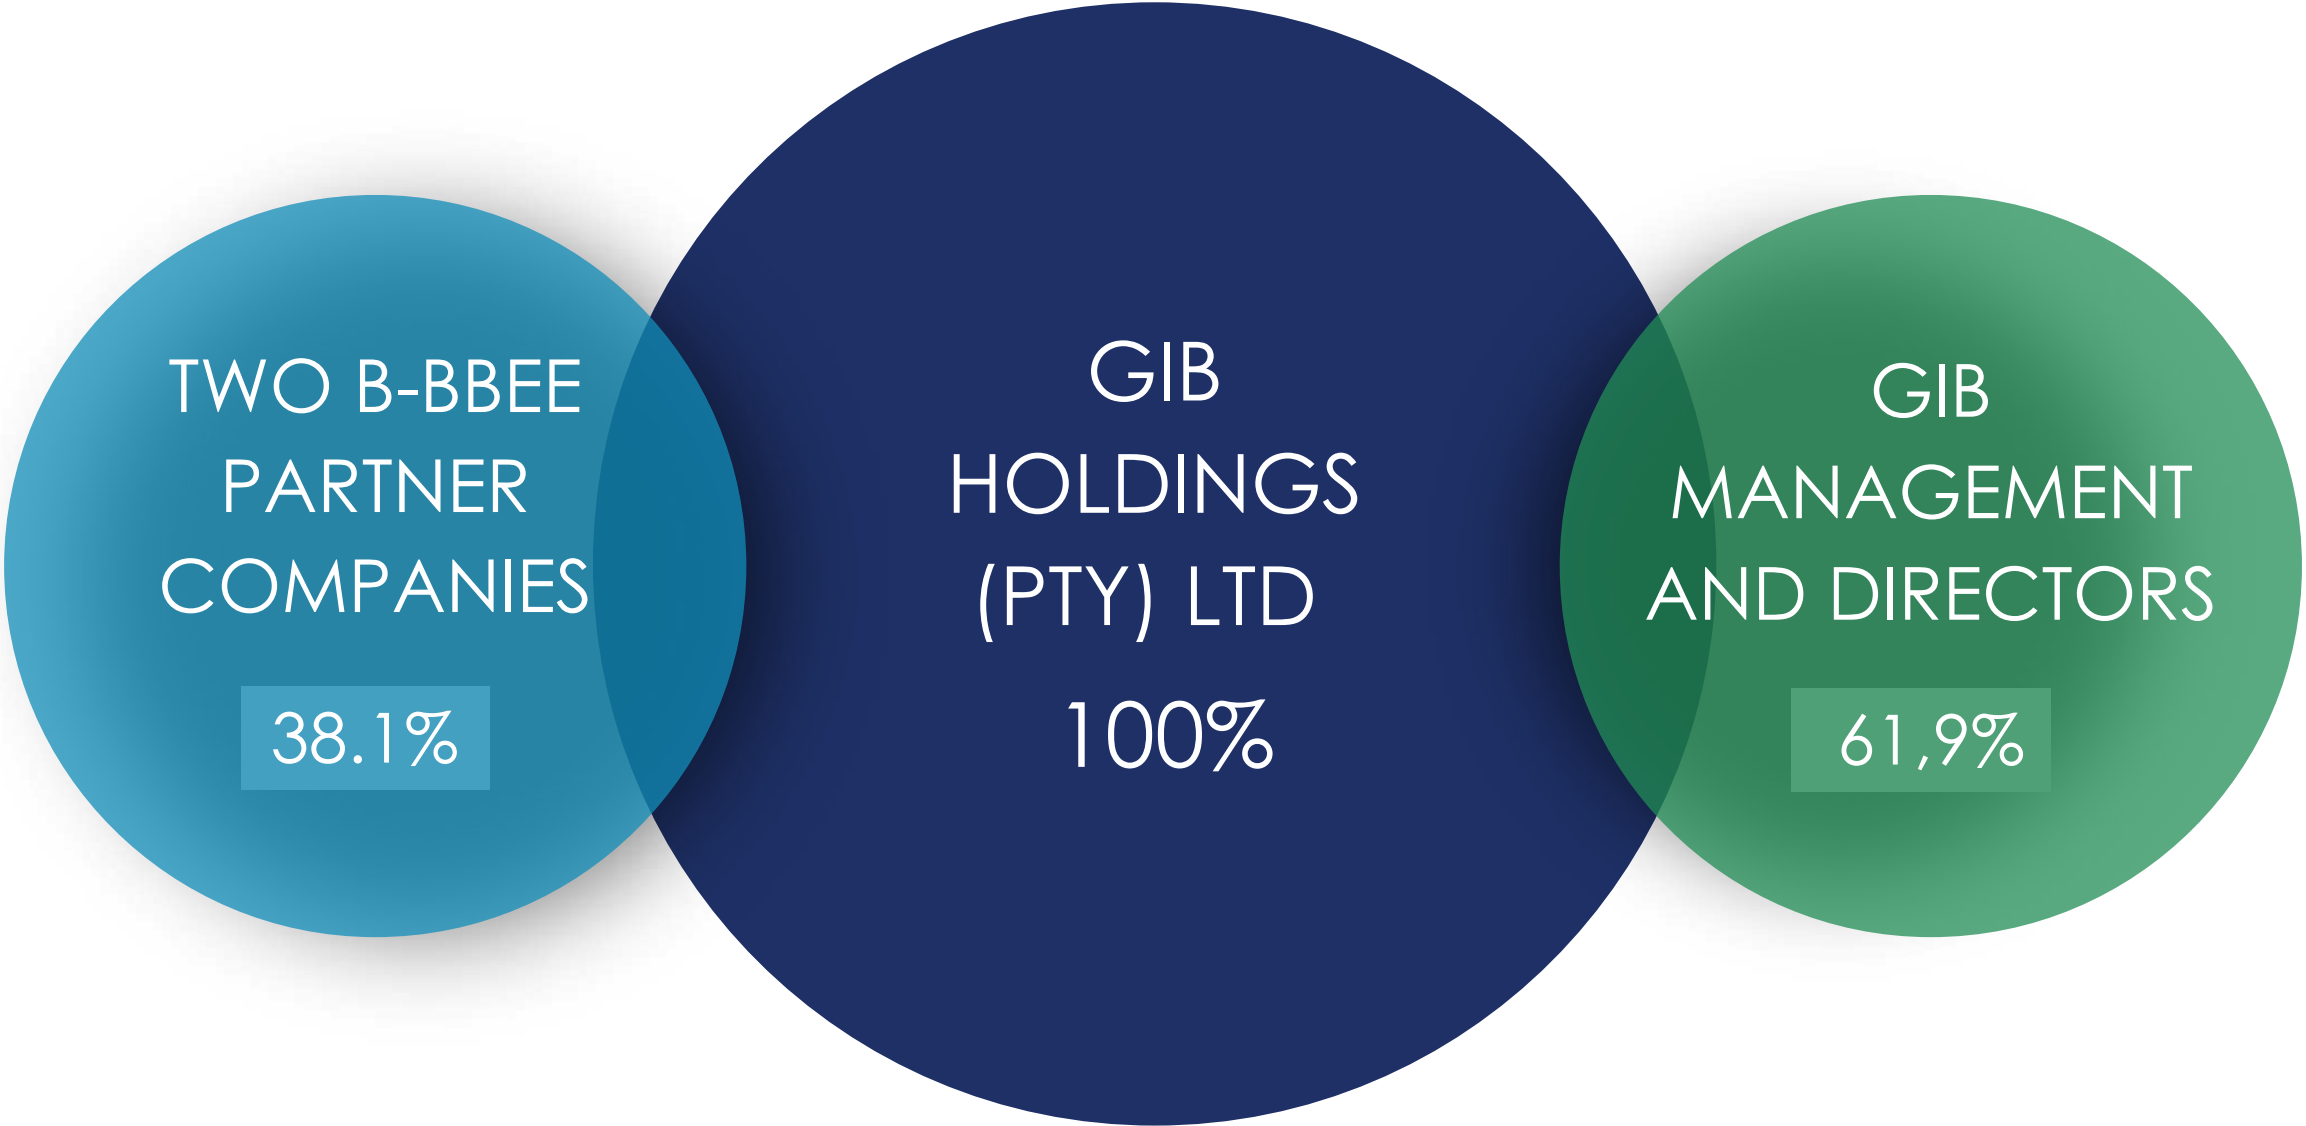 TWO B-BBEE
PARTNER
COMPANIES
38.1%
GIB
HOLDINGS
(PTY) LTD
100%
GIB
MANAGEMENT
AND DIRECTORS
61,9%